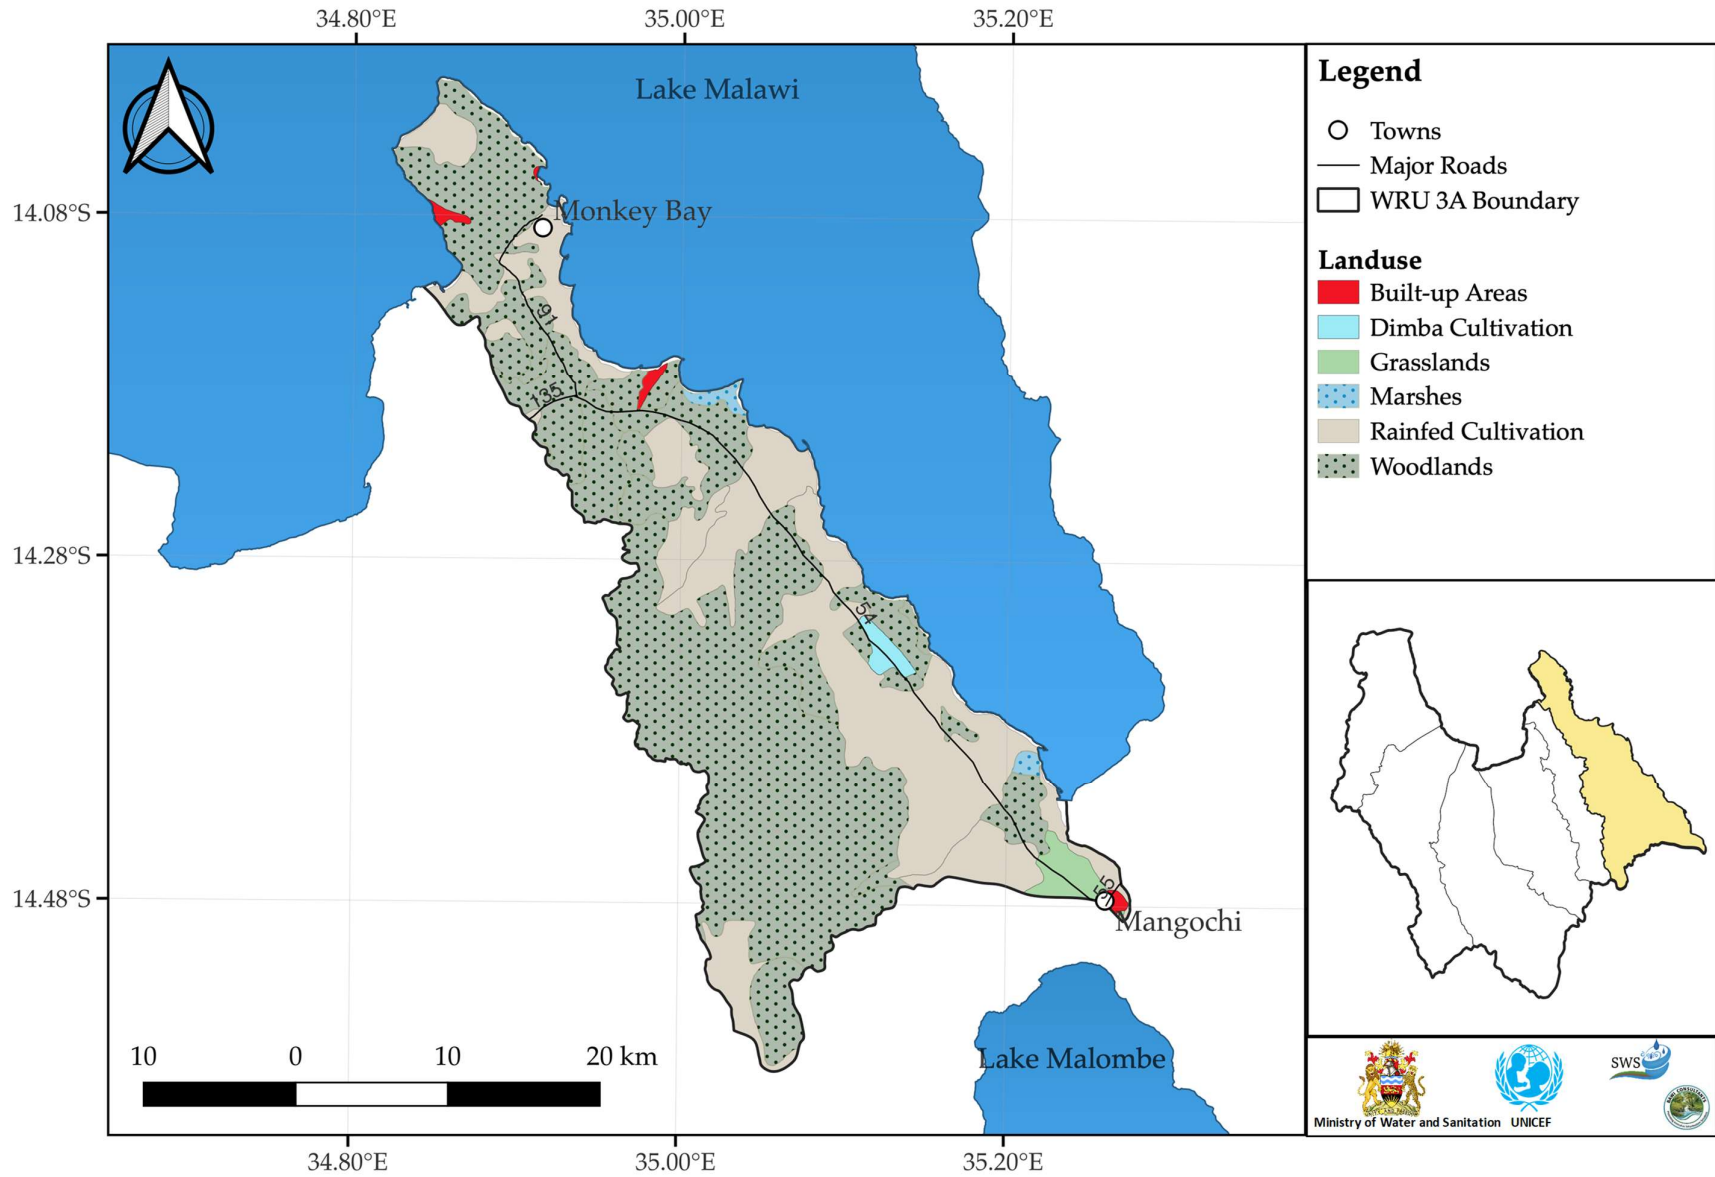 34.80°E 35.00°E 35.20°E
Lake Malawi
Monkey Bay
14.08°S
14.28°S
14.48°S
91
135
54
55
Mangochi
Lake Malombe
10 0 10 20 km
34.80°E 35.00°E 35.20°E
Legend
Towns
Major Roads
WRU 3A Boundary
Landuse
Built-up Areas
Dimba Cultivation
Grasslands
Marshes
Rainfed Cultivation
Woodlands
SWS
Ministry of Water and Sanitation UNICEF